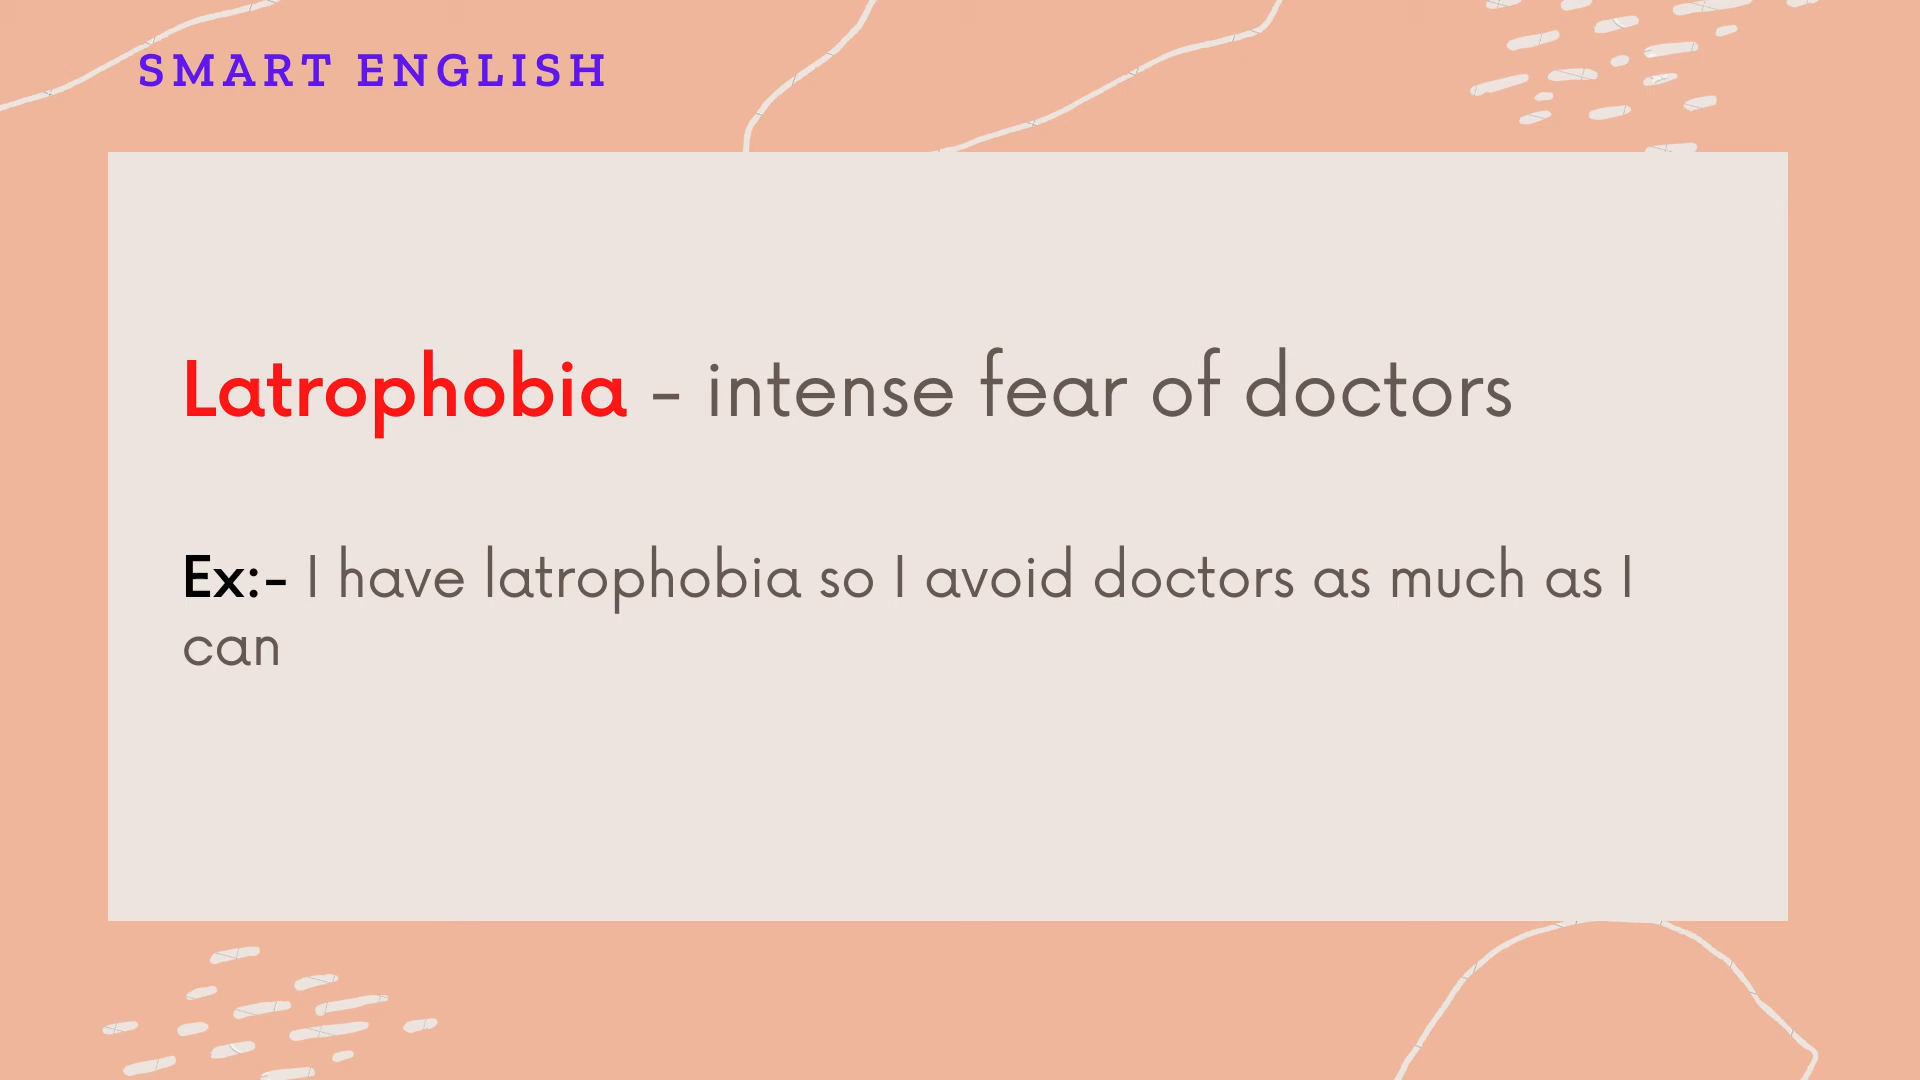 SMART ENGLISH
Latrophobia - intense fear of doctors
Ex:- I have latrophobia so I avoid doctors as much as I
can